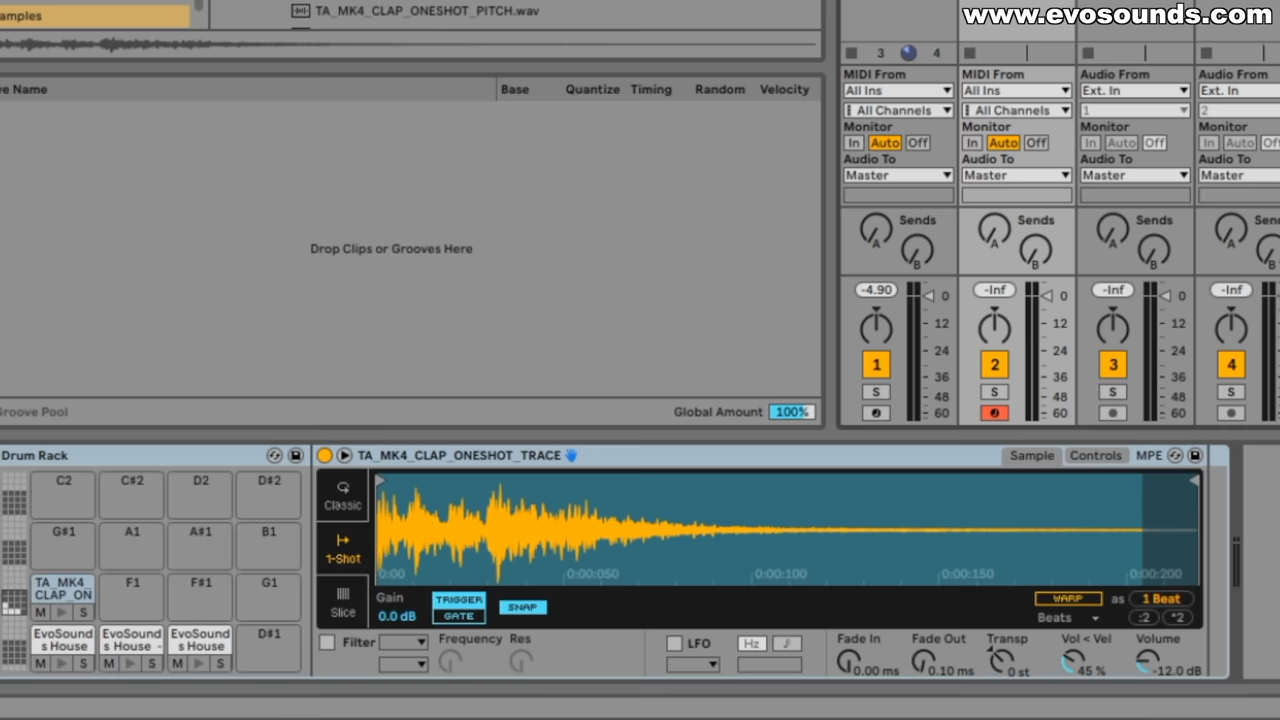 www.evosounds.com
amples
TA_MK4_CLAP_ONESHOT_PITCH.wav
ve Name Base Quantize Timing Random Velocity
Drop Clips or Grooves Here
Groove Pool
Global Amount 100%
3 4
MIDI From MIDI From Audio From Audio From
All Ins All Ins Ext. In Ext. In
All Channels All Channels 1 2
Monitor Monitor Monitor Monitor
In Auto Off In Auto Off In Auto Off In Auto Off
Audio To Audio To Audio To Audio To
Master Master Master Master
Sends Sends Sends Send
A A A A
B B B B
-4.90 0 -Inf 0 -Inf 0 -Inf
12 12 12
24 24 24
1 2 3 4
36 36 36
S 48 S 48 S 48 S
60 60 60
Drum Rack
C2 C#2 D2 D#2
G#1 A1 A#1 B1
TA_MK4 F1 F#1 G1
CLAP_ON
M S
EvoSound EvoSound EvoSound D#1
s House s House - s House
M S M S M S
TA_MK4_CLAP_ONESHOT_TRACE Sample Controls MPE
Classic
1-Shot
Slice
0:00 0:00:050 0:00:100 0:00:150 0:00:200
Gain TRIGGER SNAP WARP as 1 Beat
0.0 dB GATE Beats :2 *2
Filter Frequency Res LFO Hz Fade In Fade Out Transp Vol < Vel Volume
0.00 ms 0.10 ms 0 st 45 % -12.0 dB